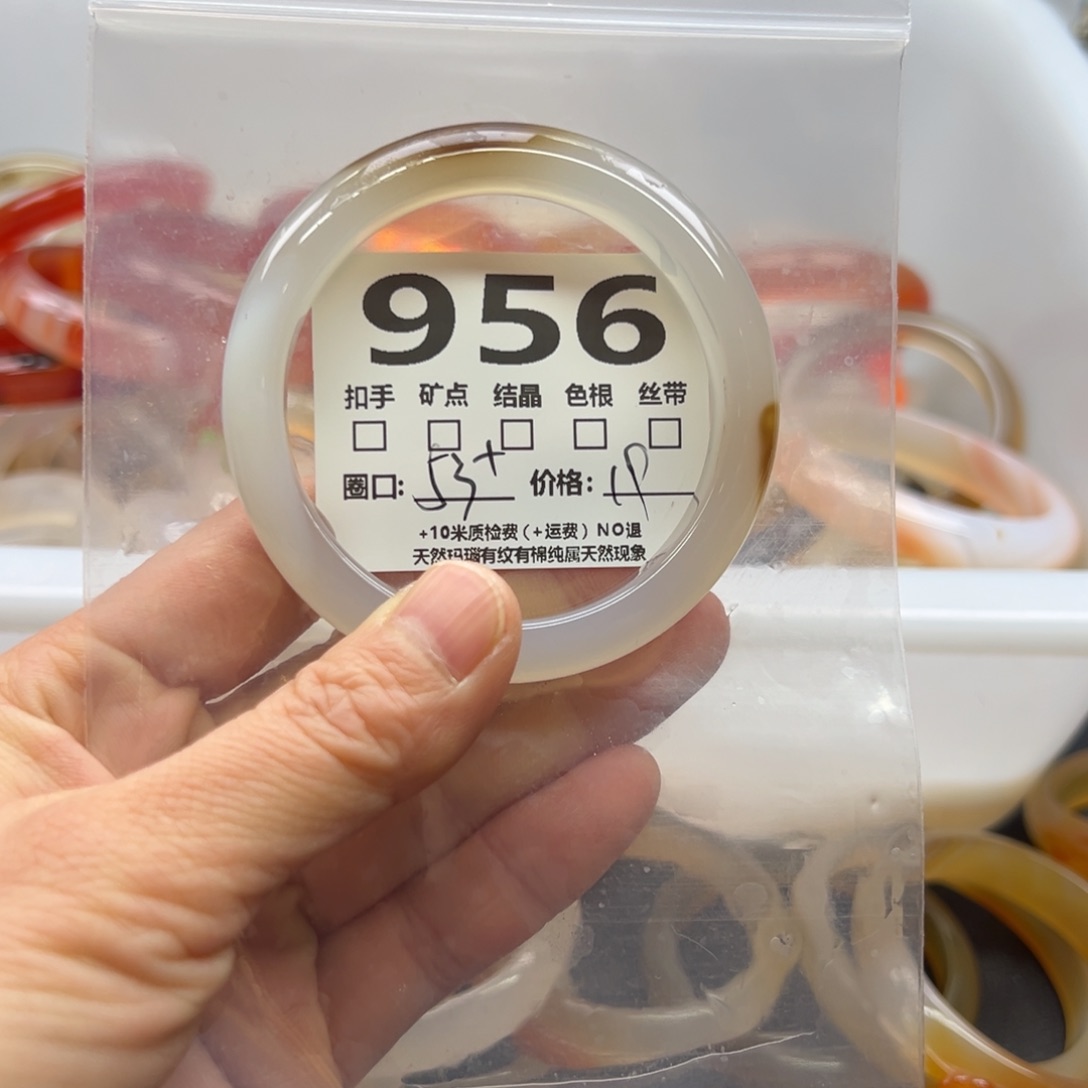 956
扣手 矿点 结晶 色根 丝带
圈口: 53+ 价格:
+10米质检费(+运费)NO退
天然玛瑙有纹有棉纯属天然现象